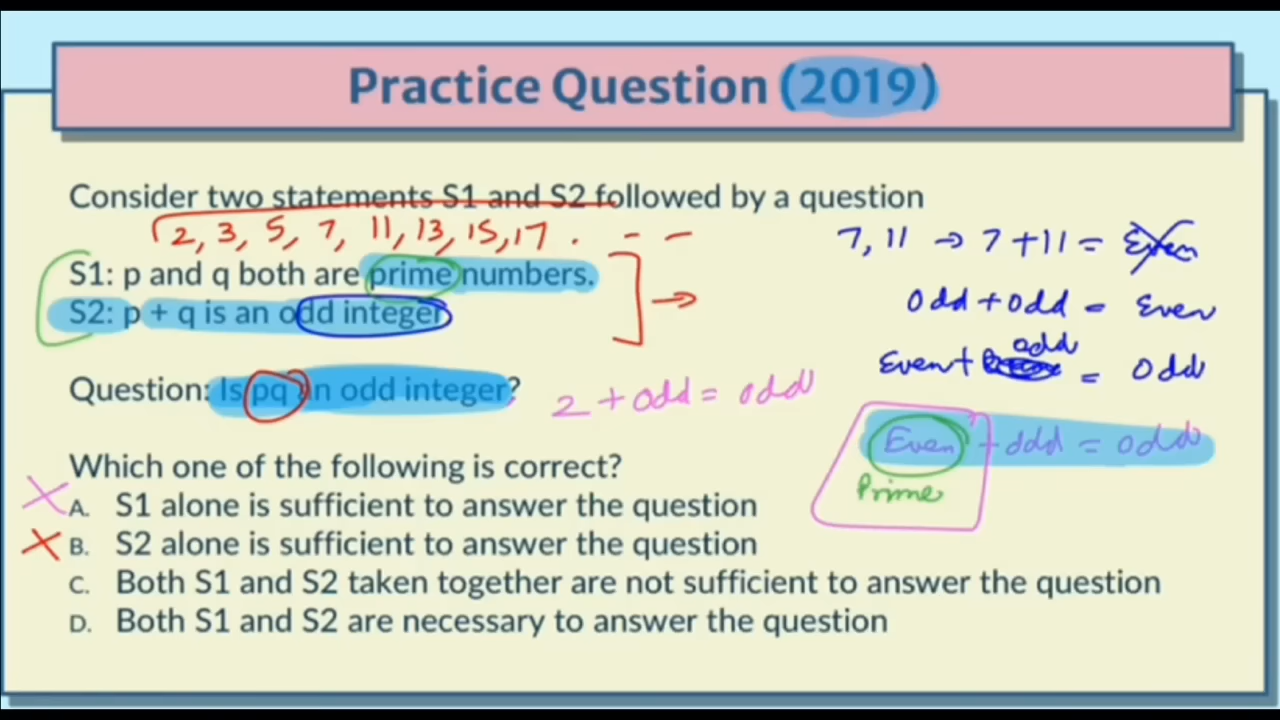 Practice Question (2019)
Consider two statements S1 and S2 followed by a question
2, 3, 5, 7, 11, 13, 15, 17 . - -
7, 11 → 7 + 11 = Even
S1: p and q both are prime numbers.
S2: p + q is an odd integer
odd + odd = Even
Even + odd = odd
Question: Is pq an odd integer?
2 + odd = odd
Even + odd = odd
Prime
Which one of the following is correct?
A. S1 alone is sufficient to answer the question
B. S2 alone is sufficient to answer the question
C. Both S1 and S2 taken together are not sufficient to answer the question
D. Both S1 and S2 are necessary to answer the question